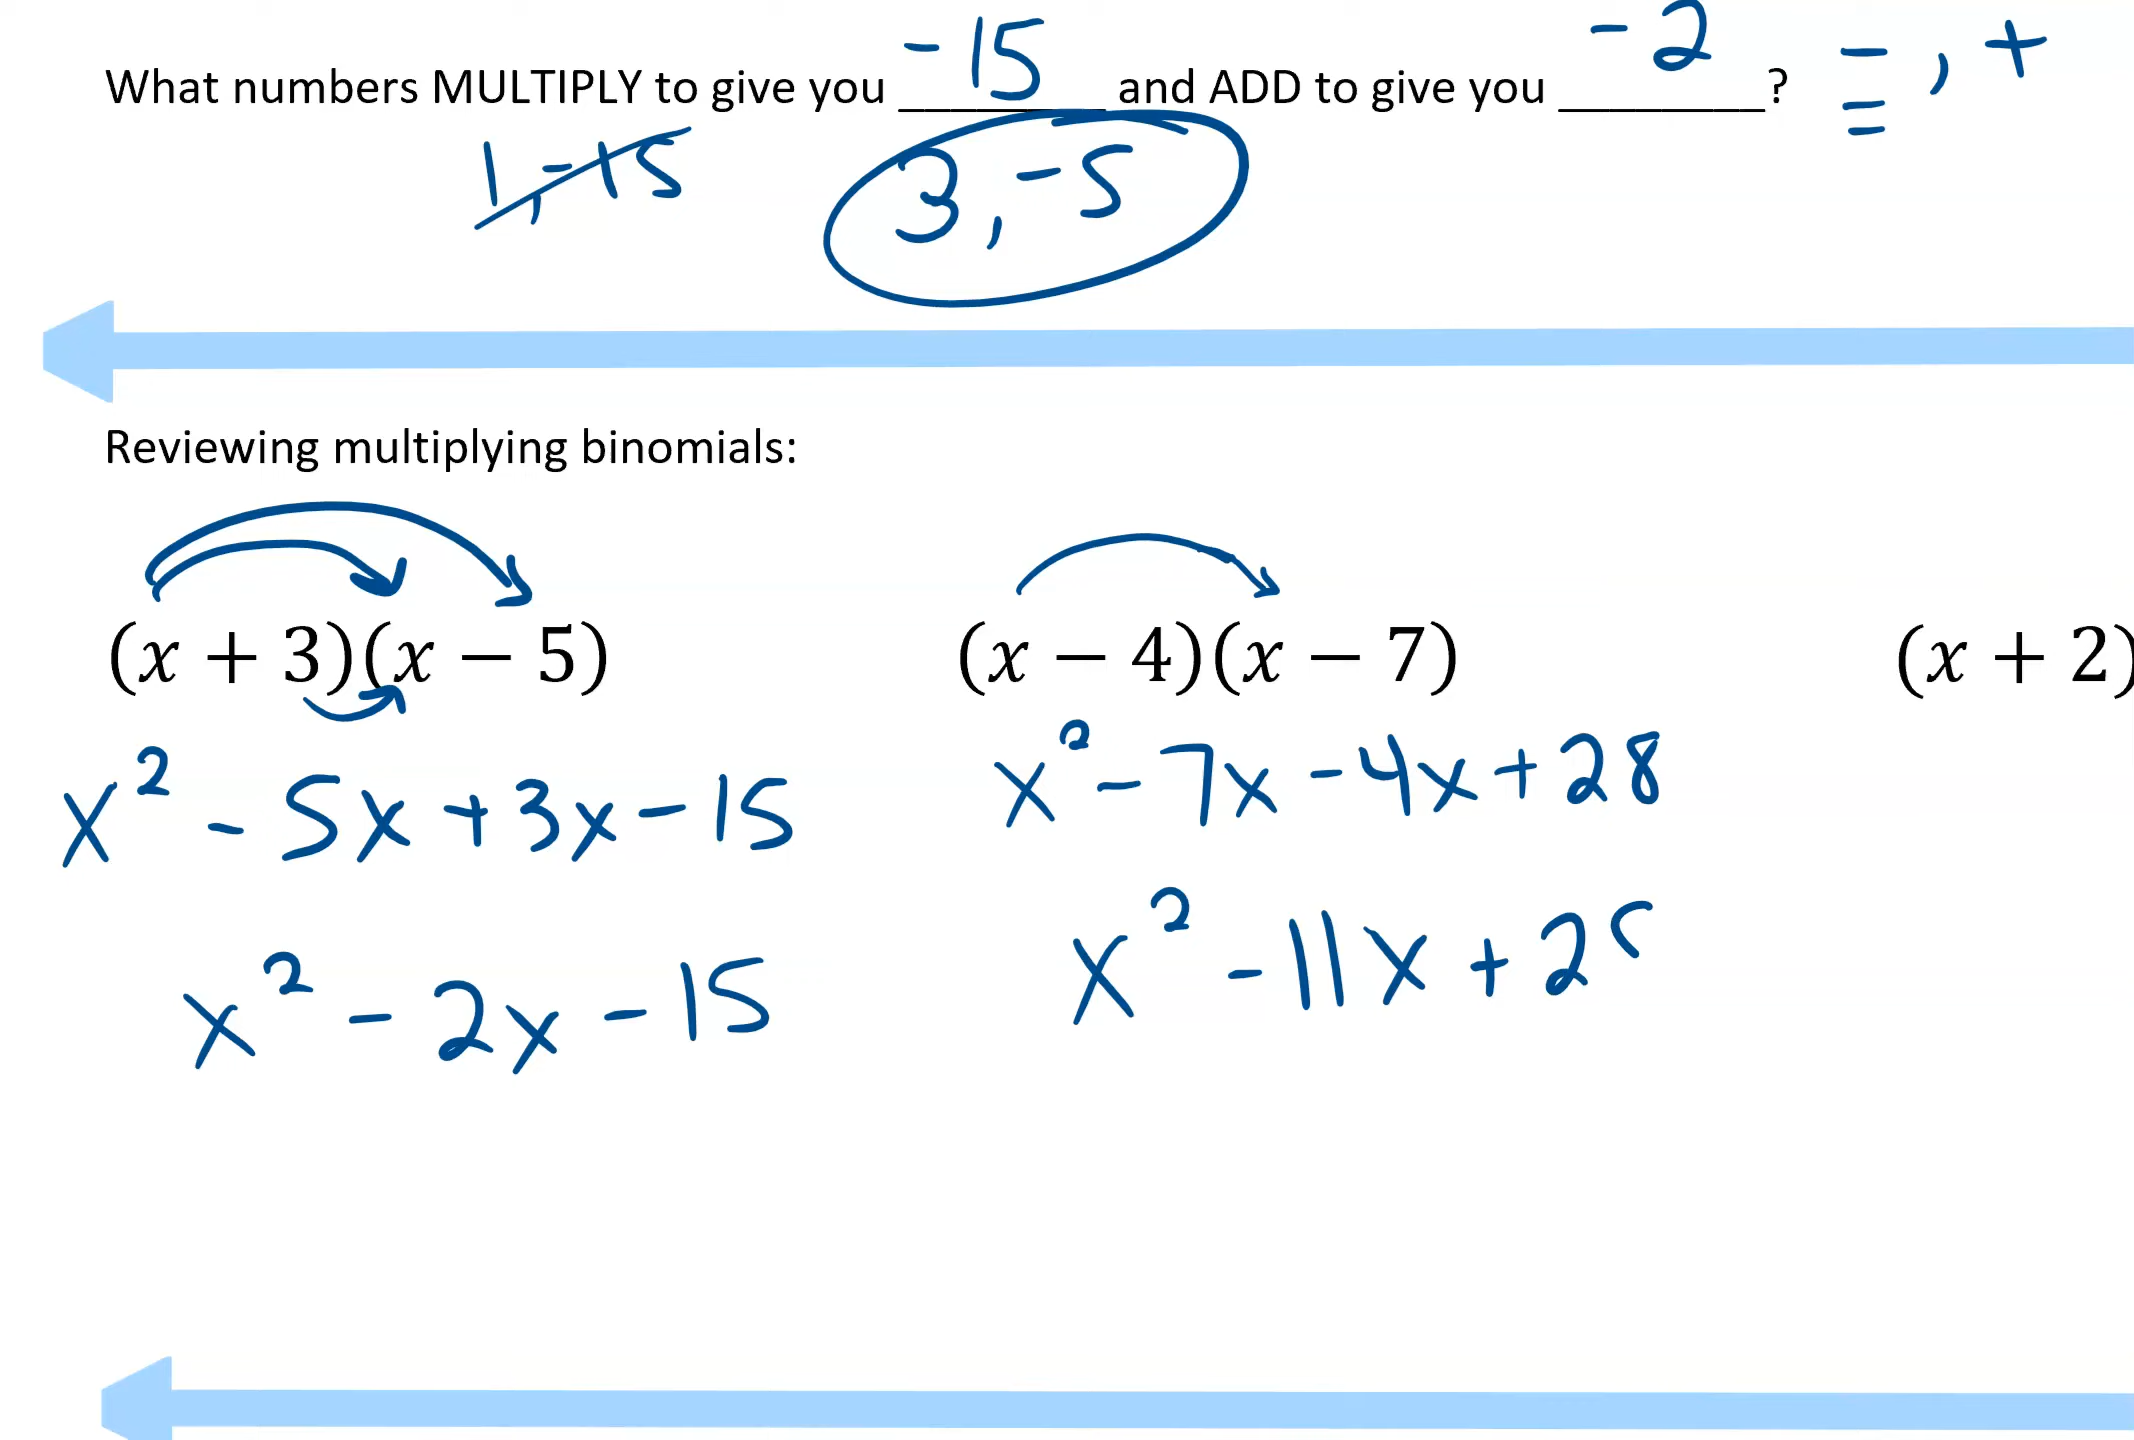 What numbers MULTIPLY to give you -15 and ADD to give you -2? - , +
1, -15 3, -5
Reviewing multiplying binomials:
(x + 3)(x − 5) (x − 4)(x − 7) (x + 2)
x² - 5x + 3x - 15 x² - 7x - 4x + 28
x² - 2x - 15 x² - 11x + 2